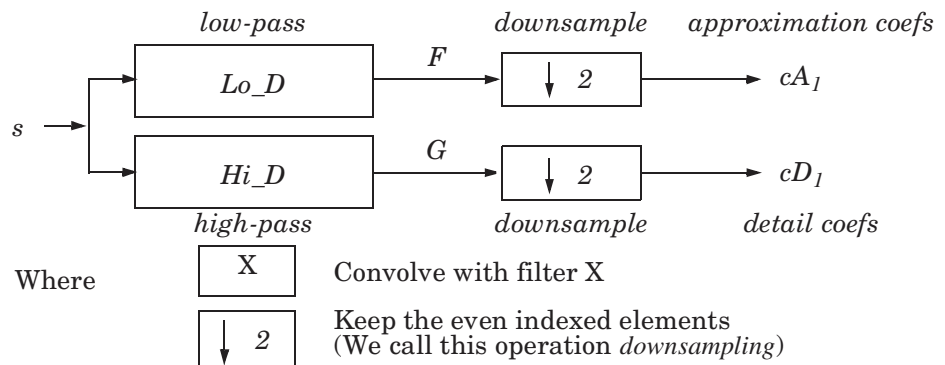 low-pass downsample approximation coefs
Lo_D F ↓ 2 cA1
s
Hi_D G ↓ 2 cD1
high-pass downsample detail coefs
Where X Convolve with filter X
↓ 2 Keep the even indexed elements
(We call this operation downsampling)